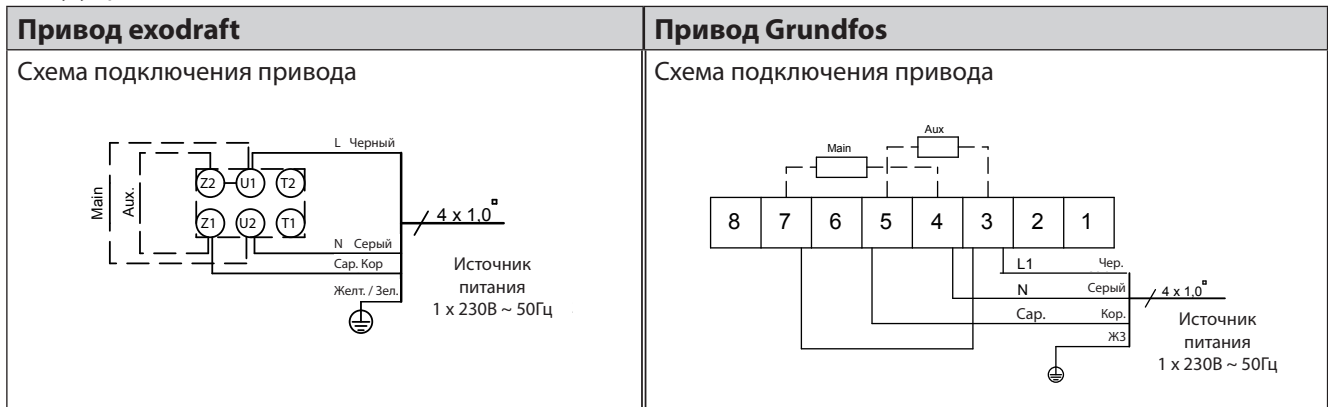 Привод exodraft
Схема подключения привода
L Черный
Z2 U1 T2
Main
Aux.
Z1 U2 T1
4 x 1,0
N Серый
Cap. Кор
Желт. / Зел.
Источник
питания
1 x 230В ~ 50Гц
Привод Grundfos
Схема подключения привода
Aux
Main
8 7 6 5 4 3 2 1
L1 Чер.
N Серый
4 x 1,0
Cap. Кор.
ЖЗ
Источник
питания
1 x 230В ~ 50Гц